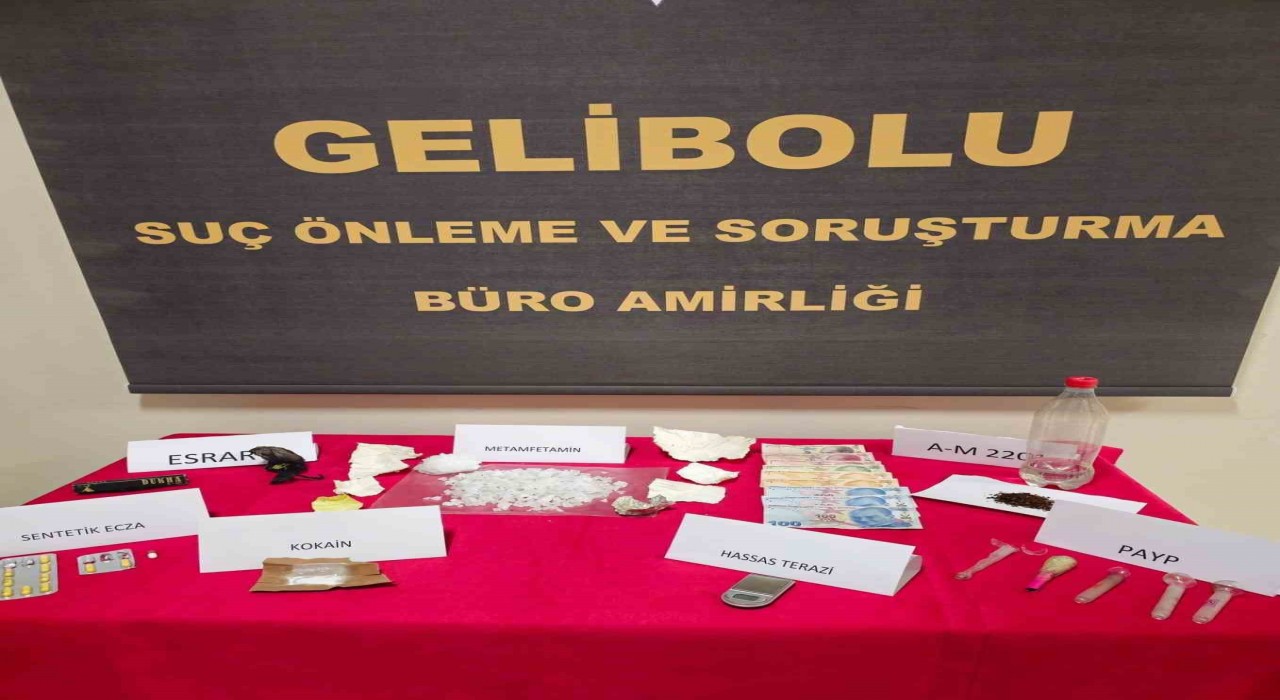 GELİBOLU
SUÇ ÖNLEME VE SORUŞTURMA
BÜRO AMİRLİĞİ
ESRAR
METAMFETAMİN
A-M 220
SENTETİK ECZA
KOKAİN
HASSAS TERAZİ
PAYP
100